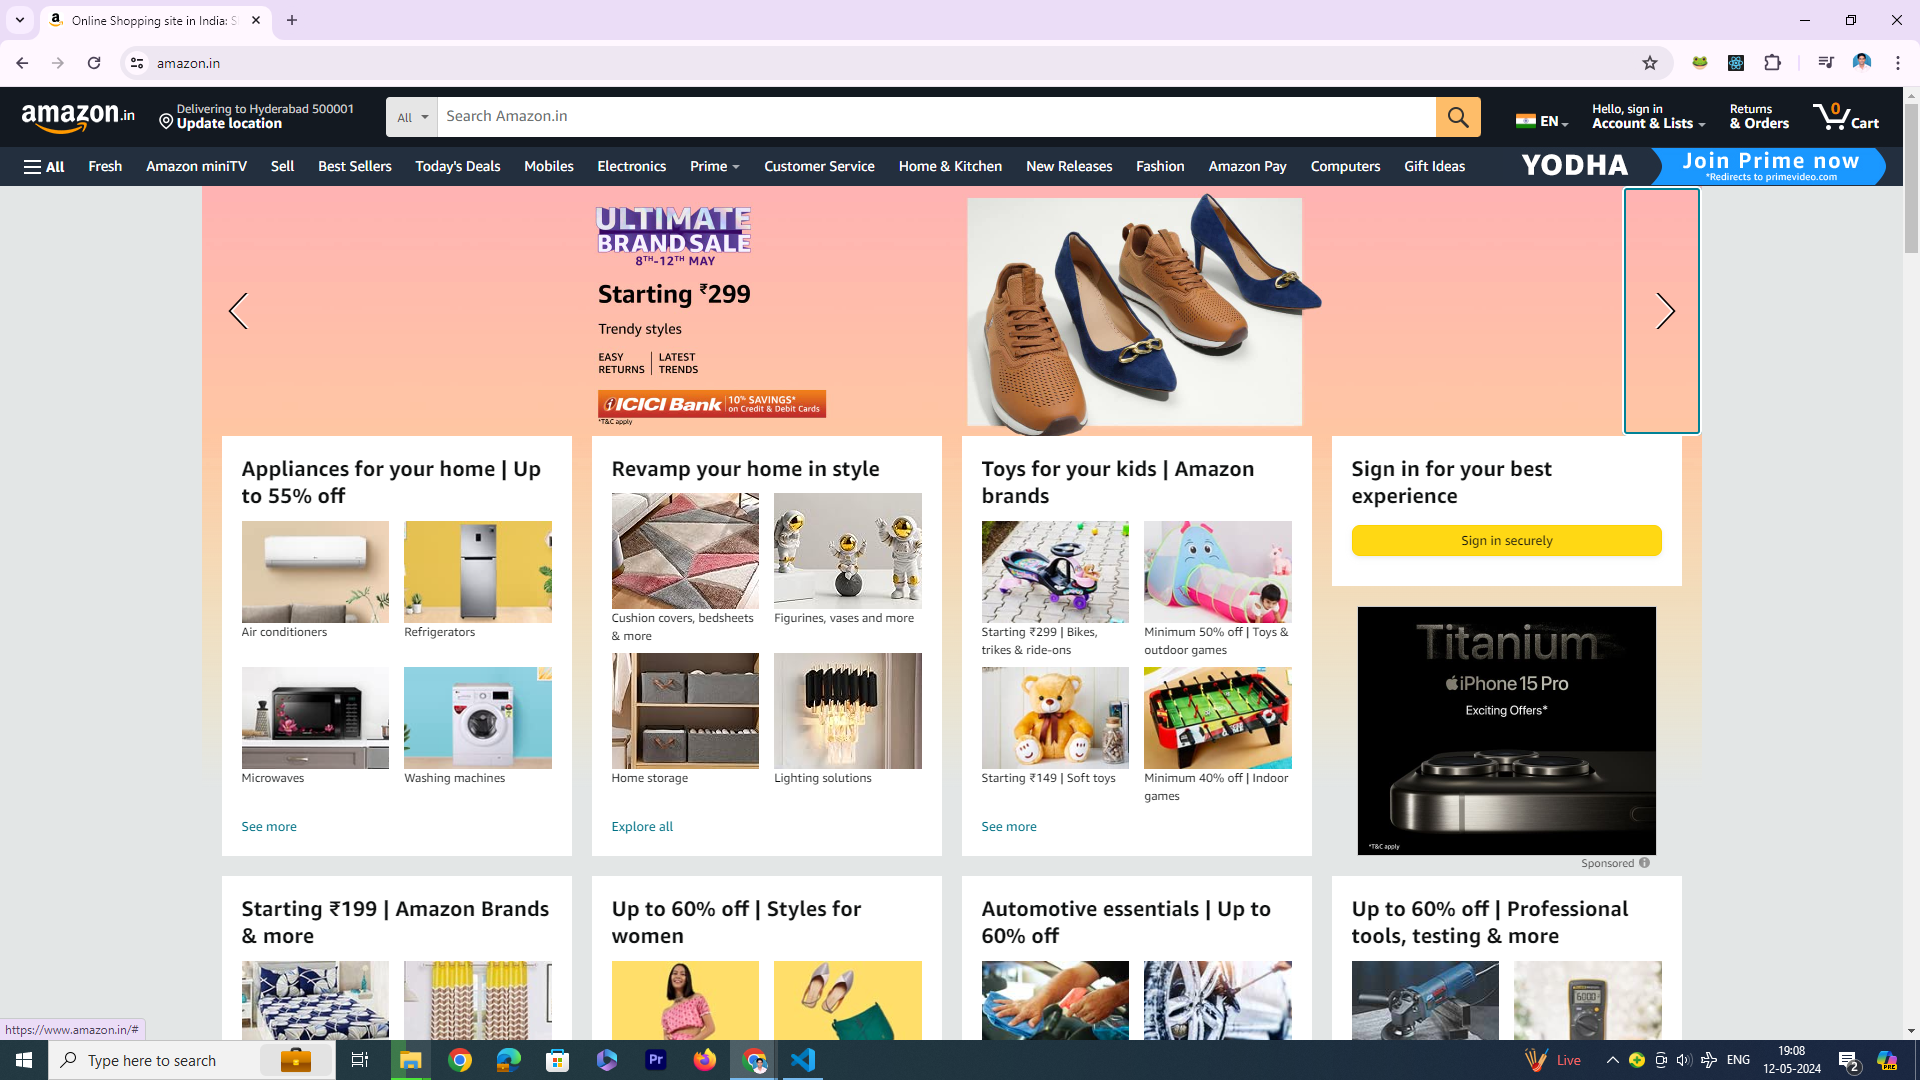 Online Shopping site in India: S
amazon.in
amazon.in
Delivering to Hyderabad 500001
Update location
All
Search Amazon.in
EN
Hello, sign in
Account & Lists
Returns
& Orders
0
Cart
All
Fresh
Amazon miniTV
Sell
Best Sellers
Today's Deals
Mobiles
Electronics
Prime
Customer Service
Home & Kitchen
New Releases
Fashion
Amazon Pay
Computers
Gift Ideas
YODHA
Join Prime now
*Redirects to primevideo.com
ULTIMATE
BRAND SALE
8TH-12TH MAY
Starting ₹299
Trendy styles
EASY
RETURNS
LATEST
TRENDS
ICICI Bank
10% SAVINGS*
on Credit & Debit Cards
*T&C apply
Appliances for your home | Up
to 55% off
Air conditioners
Refrigerators
Microwaves
Washing machines
See more
Revamp your home in style
Cushion covers, bedsheets
& more
Figurines, vases and more
Home storage
Lighting solutions
Explore all
Toys for your kids | Amazon
brands
Starting ₹299 | Bikes,
trikes & ride-ons
Minimum 50% off | Toys &
outdoor games
Starting ₹149 | Soft toys
Minimum 40% off | Indoor
games
See more
Sign in for your best
experience
Sign in securely
Titanium
iPhone 15 Pro
Exciting Offers*
*T&C apply
Sponsored
Starting ₹199 | Amazon Brands
& more
Up to 60% off | Styles for
women
Automotive essentials | Up to
60% off
Up to 60% off | Professional
tools, testing & more
https://www.amazon.in/#
Type here to search
Pr
Live
ENG
19:08
12-05-2024
2
PRE